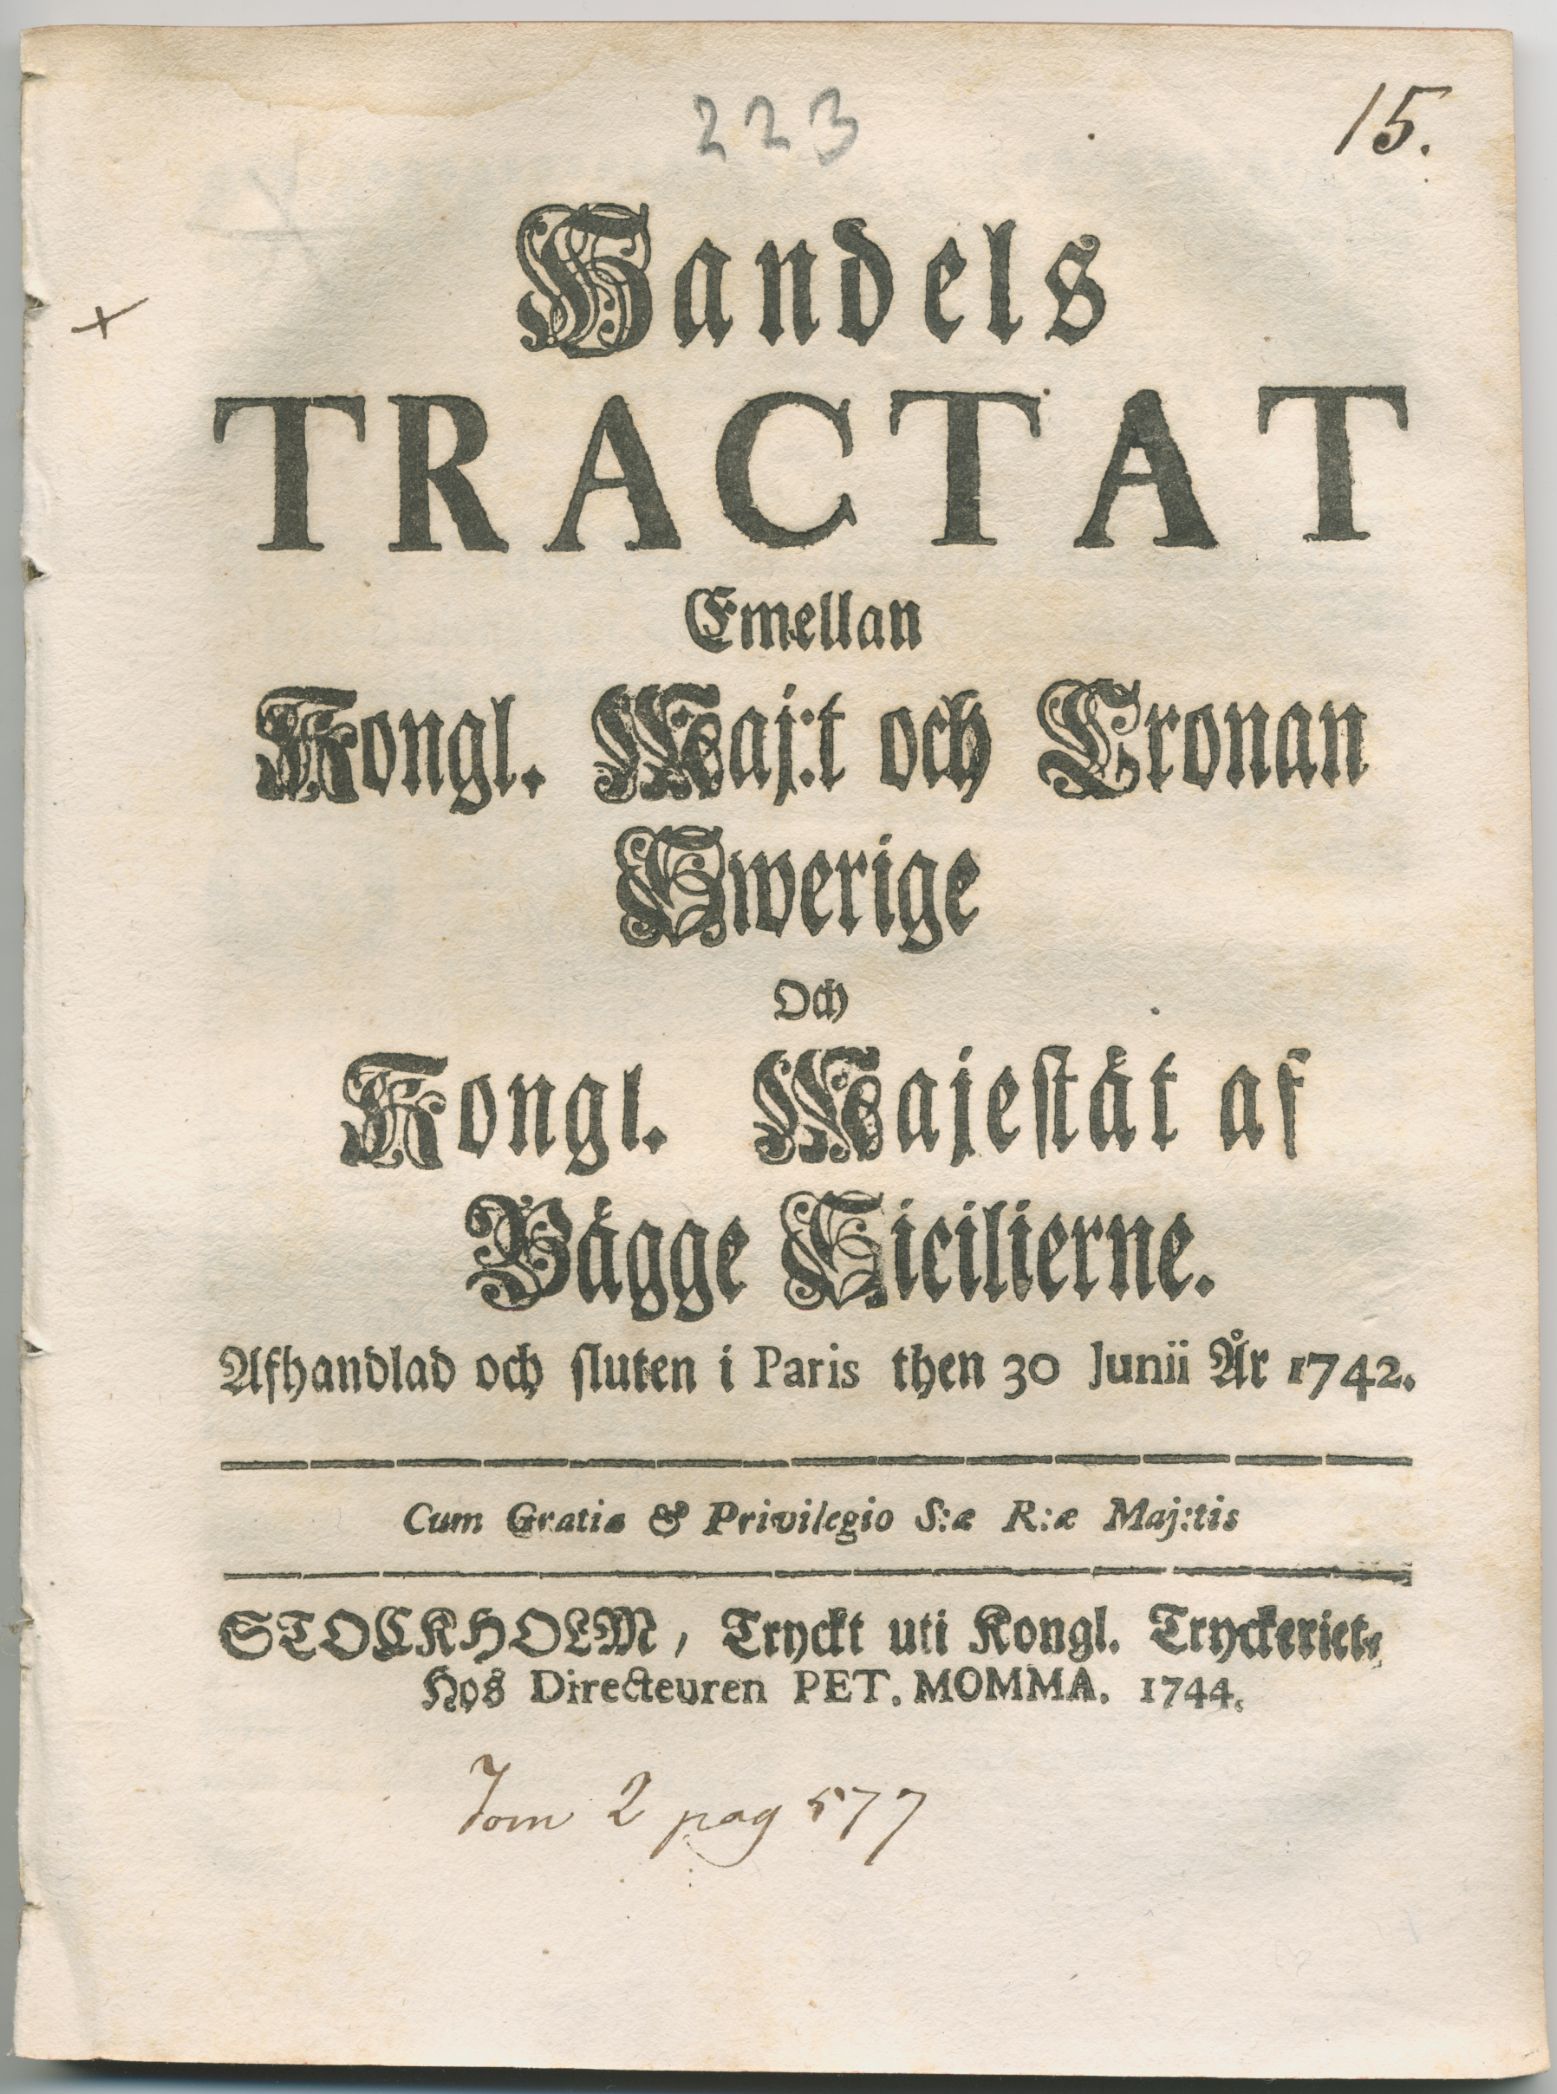 223
15.
Handels
TRACTAT
Emellan
Kongl. Maj:t och Cronan
Swerige
Och
Kongl. Majestät af
Bägge Sicilierne.
Afhandlad och sluten i Paris then 30 Junii År 1742.
Cum Gratia & Privilegio S:æ R:æ Maj:tis
STOCKHOLM, Tryckt uti Kongl. Tryckeriet,
Hos Directeuren PET. MOMMA. 1744.
Tom 2 pag 577